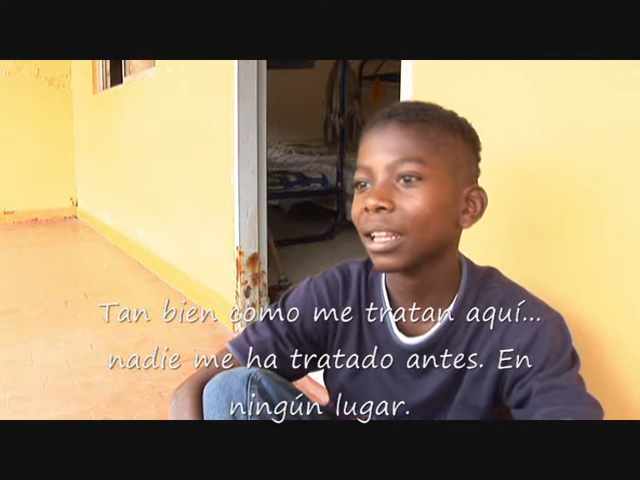 Tan bien como me tratan aquí...
nadie me ha tratado antes. En
ningún lugar.